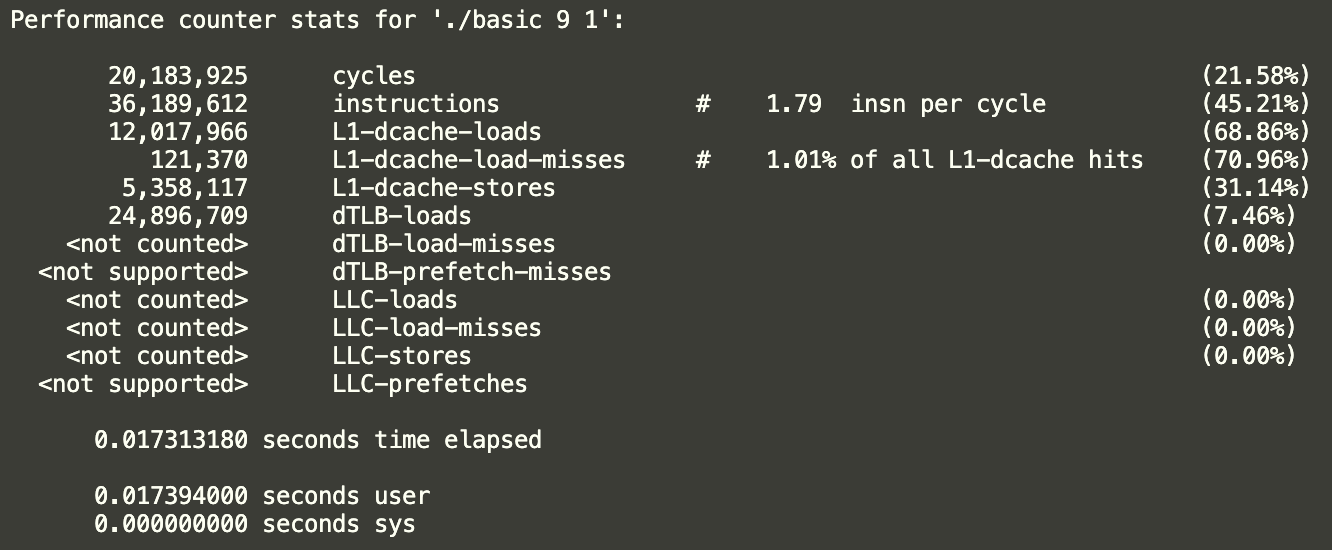 Performance counter stats for './basic 9 1':
20,183,925 cycles (21.58%)
36,189,612 instructions # 1.79 insn per cycle (45.21%)
12,017,966 L1-dcache-loads (68.86%)
121,370 L1-dcache-load-misses # 1.01% of all L1-dcache hits (70.96%)
5,358,117 L1-dcache-stores (31.14%)
24,896,709 dTLB-loads (7.46%)
<not counted> dTLB-load-misses (0.00%)
<not supported> dTLB-prefetch-misses
<not counted> LLC-loads (0.00%)
<not counted> LLC-load-misses (0.00%)
<not counted> LLC-stores (0.00%)
<not supported> LLC-prefetches
0.017313180 seconds time elapsed
0.017394000 seconds user
0.000000000 seconds sys